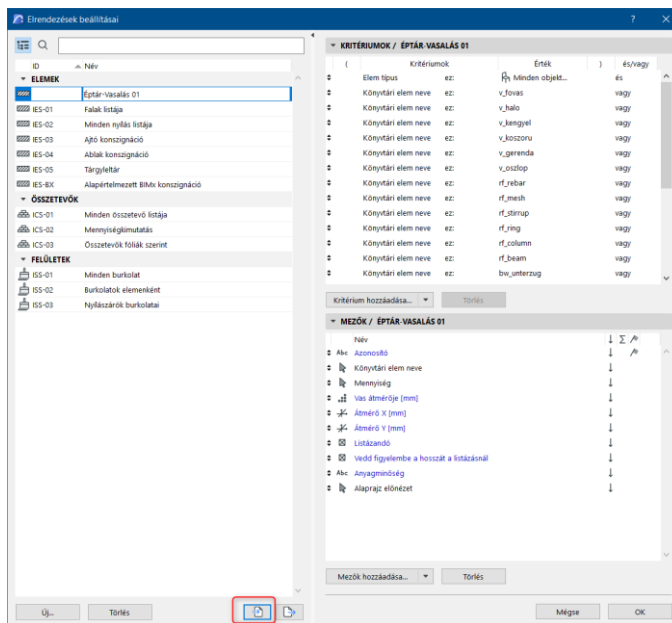 Elrendezések beállításai
ID
Név
ELEMEK
Éptár-Vasalás 01
IES-01 Falak listája
IES-02 Minden nyílás listája
IES-03 Ajtó konszignáció
IES-04 Ablak konszignáció
IES-05 Tárgyleltár
IES-BX Alapértelmezett BIMx konszignáció
ÖSSZETEVŐK
ICS-01 Minden összetevő listája
ICS-02 Mennyiségkimutatás
ICS-03 Összetevők fóliák szerint
FELÜLETEK
ISS-01 Minden burkolat
ISS-02 Burkolatok elemenként
ISS-03 Nyílászárók burkolatai
Új...
Törlés
KRITÉRIUMOK / ÉPTÁR-VASALÁS 01
( Kritériumok Érték ) és/vagy
Elem típus ez: Minden objekt... és
Könyvtári elem neve ez: v_fovas vagy
Könyvtári elem neve ez: v_halo vagy
Könyvtári elem neve ez: v_kengyel vagy
Könyvtári elem neve ez: v_koszoru vagy
Könyvtári elem neve ez: v_gerenda vagy
Könyvtári elem neve ez: v_oszlop vagy
Könyvtári elem neve ez: rf_rebar vagy
Könyvtári elem neve ez: rf_mesh vagy
Könyvtári elem neve ez: rf_stirrup vagy
Könyvtári elem neve ez: rf_ring vagy
Könyvtári elem neve ez: rf_column vagy
Könyvtári elem neve ez: rf_beam vagy
Könyvtári elem neve ez: bw_unterzug vagy
Kritérium hozzáadása...
Törlés
MEZŐK / ÉPTÁR-VASALÁS 01
Név
Abc Azonosító
Könyvtári elem neve
Mennyiség
Vas átmérője [mm]
Átmérő X [mm]
Átmérő Y [mm]
Listázandó
Vedd figyelembe a hosszát a listázásnál
Abc Anyagminőség
Alaprajz előnézet
Mezők hozzáadása...
Törlés
Mégse
OK